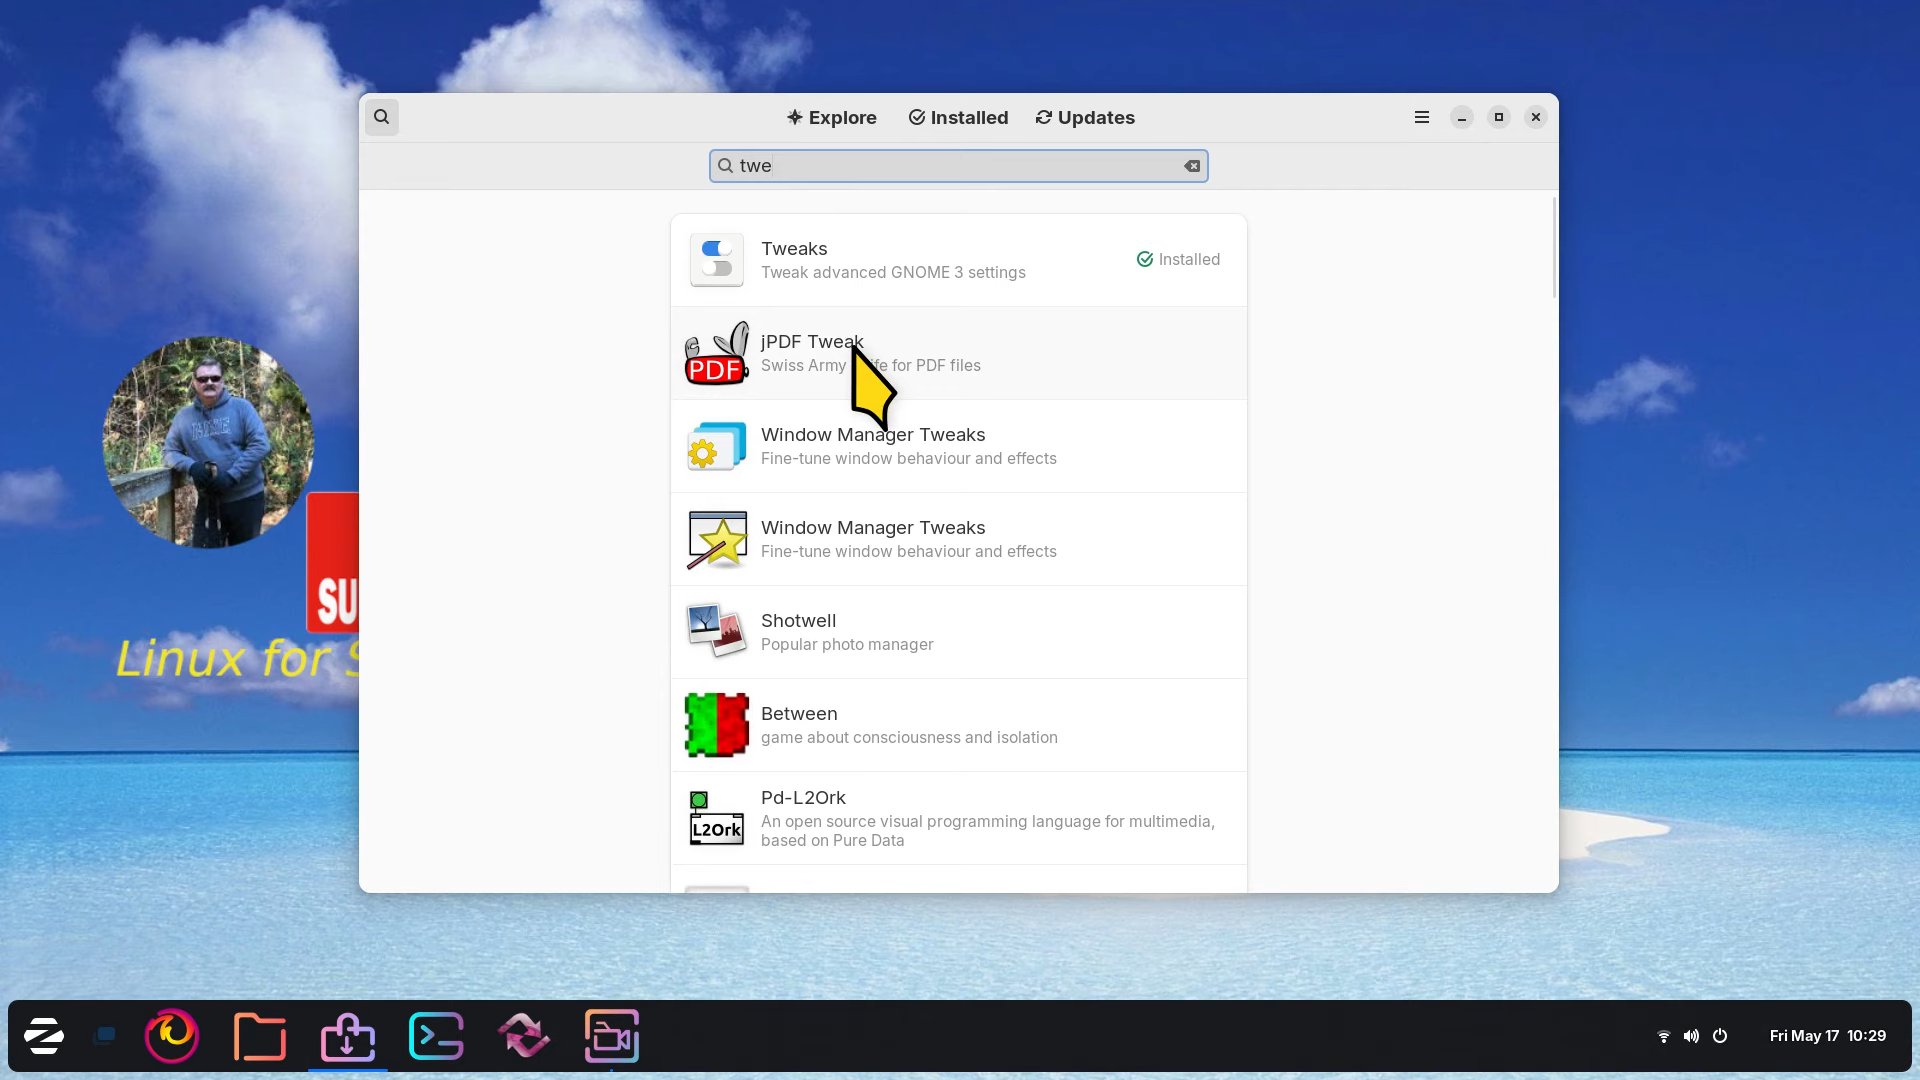 Explore
Installed
Updates
twe
Tweaks
Tweak advanced GNOME 3 settings
Installed
jPDF Tweak
Swiss Army fe for PDF files
PDF
Window Manager Tweaks
Fine-tune window behaviour and effects
Window Manager Tweaks
Fine-tune window behaviour and effects
Shotwell
Popular photo manager
Between
game about consciousness and isolation
Pd-L2Ork
An open source visual programming language for multimedia,
based on Pure Data
L2Ork
SU
Linux for S
Fri May 17 10:29